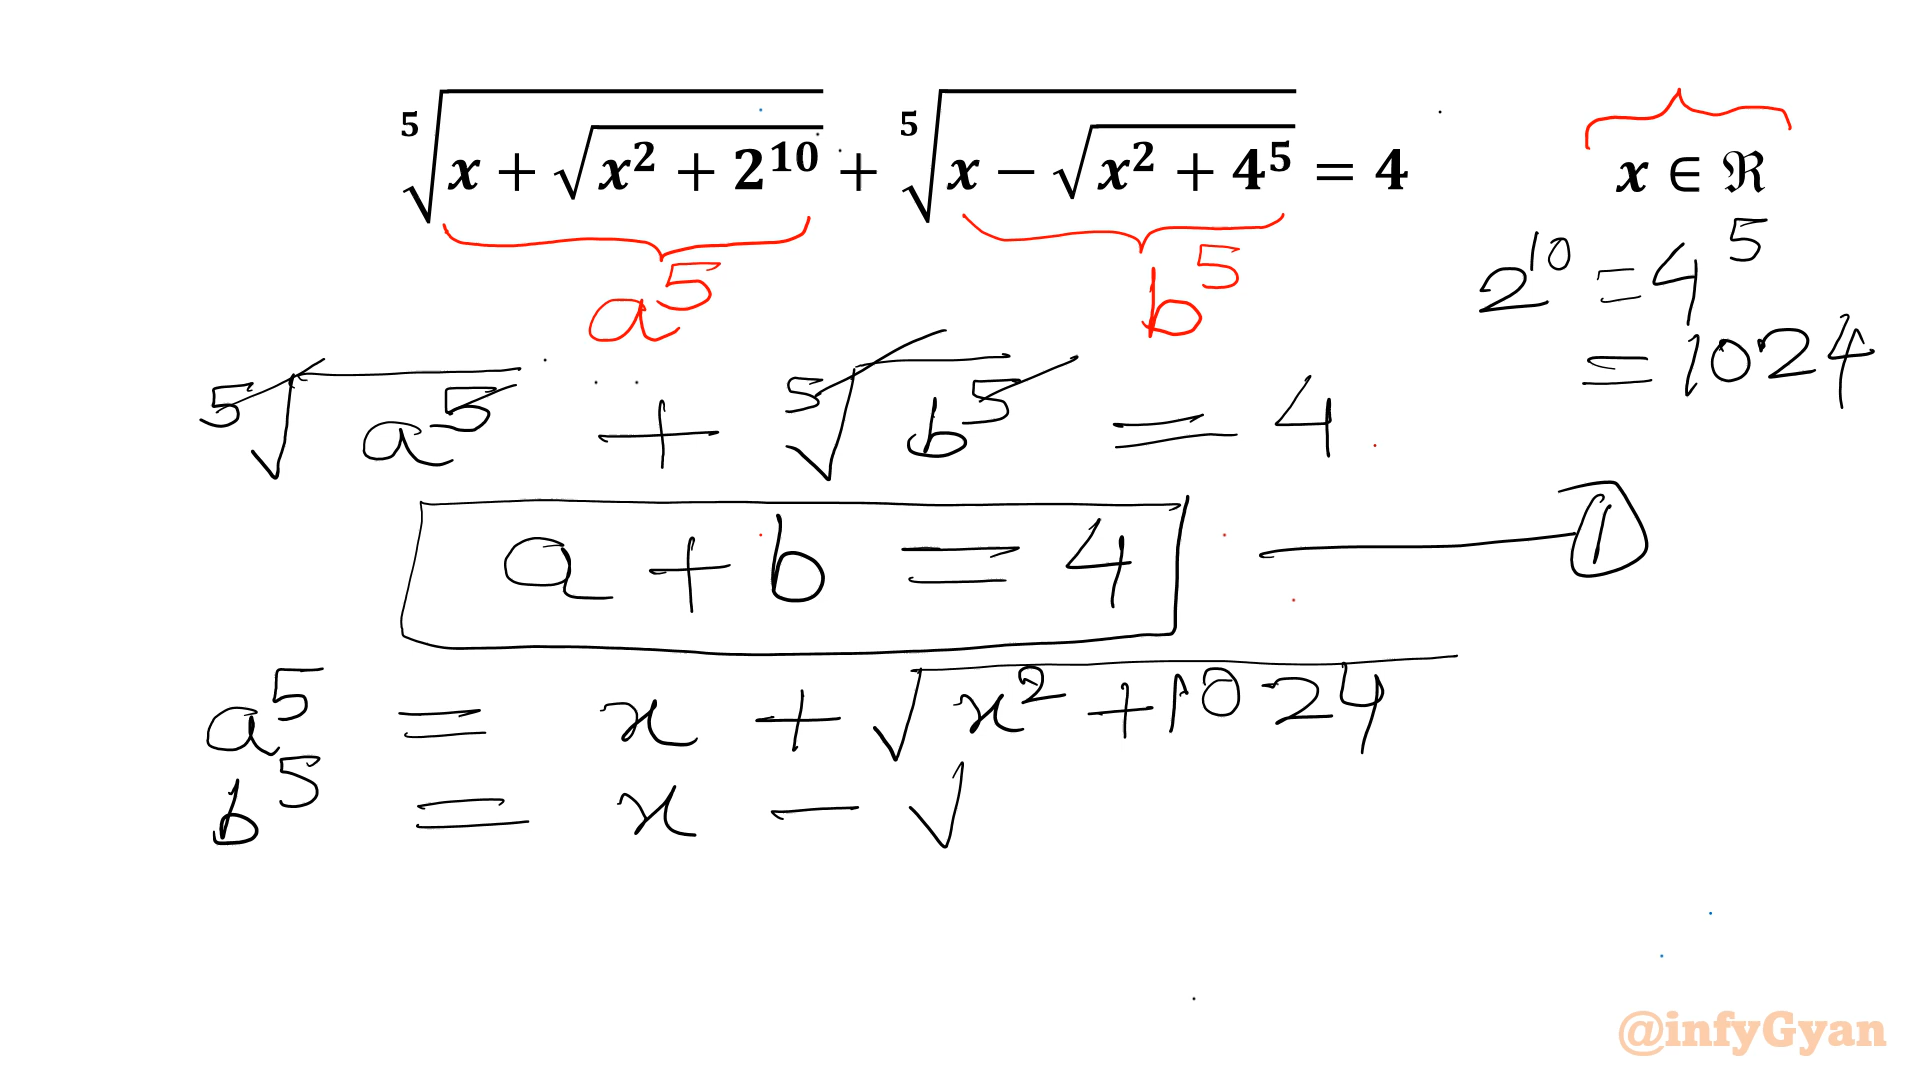 ⁵√(x + √(x² + 2¹⁰)) + ⁵√(x − √(x² + 4⁵)) = 4 x ∈ ℜ
a⁵ b⁵ 2¹⁰ = 4⁵
= 1024
⁵√a⁵ + ⁵√b⁵ = 4
a + b = 4 ①
a⁵ = x + √(x² + 1024)
b⁵ = x − √
@infyGyan